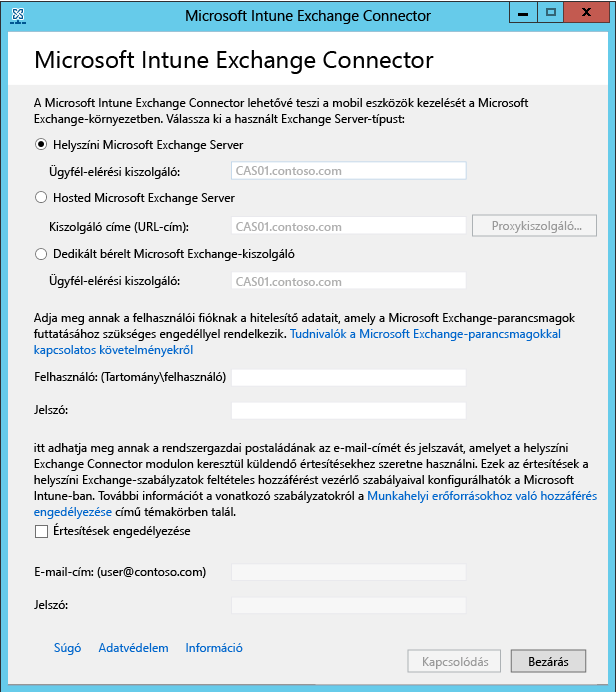 Microsoft Intune Exchange Connector
Microsoft Intune Exchange Connector
A Microsoft Intune Exchange Connector lehetővé teszi a mobil eszközök kezelését a Microsoft
Exchange-környezetben. Válassza ki a használt Exchange Server-típust:
Helyszíni Microsoft Exchange Server
Ügyfél-elérési kiszolgáló: CAS01.contoso.com
Hosted Microsoft Exchange Server
Kiszolgáló címe (URL-cím): CAS01.contoso.com Proxykiszolgáló...
Dedikált bérelt Microsoft Exchange-kiszolgáló
Ügyfél-elérési kiszolgáló: CAS01.contoso.com
Adja meg annak a felhasználói fióknak a hitelesítő adatait, amely a Microsoft Exchange-parancsmagok
futtatásához szükséges engedéllyel rendelkezik. Tudnivalók a Microsoft Exchange-parancsmagokkal
kapcsolatos követelményekről
Felhasználó: (Tartomány\felhasználó)
Jelszó:
itt adhatja meg annak a rendszergazdai postaládának az e-mail-címét és jelszavát, amelyet a helyszíni
Exchange Connector modulon keresztül küldendő értesítésekhez szeretne használni. Ezek az értesítések a
helyszíni Exchange-szabályzatok feltételes hozzáférést vezérlő szabályaival konfigurálhatók a Microsoft
Intune-ban. További információt a vonatkozó szabályzatokról a Munkahelyi erőforrásokhoz való hozzáférés
engedélyezése című témakörben talál.
Értesítések engedélyezése
E-mail-cím: (user@contoso.com)
Jelszó:
Súgó Adatvédelem Információ
Kapcsolódás Bezárás